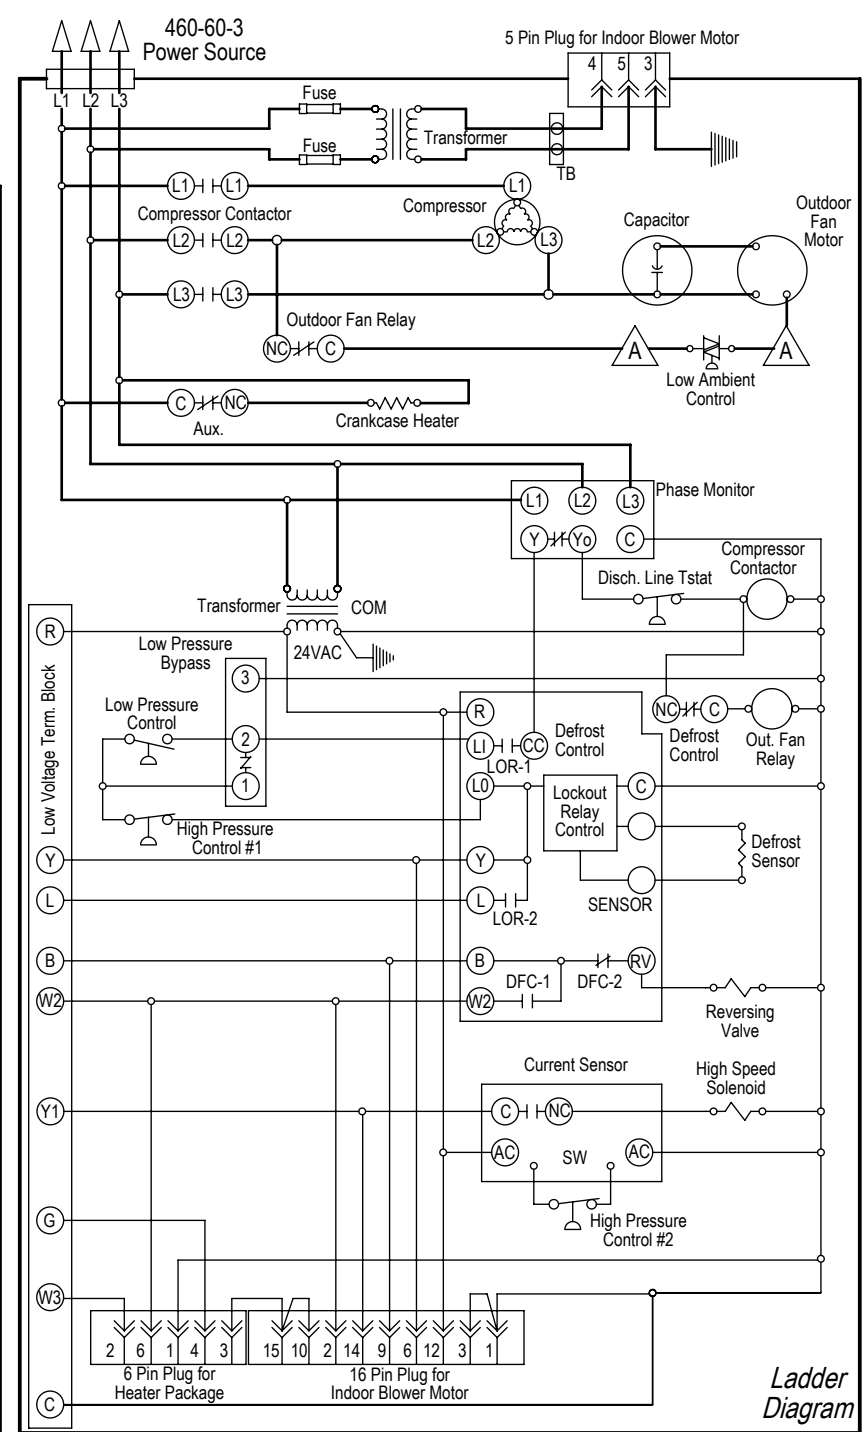 460-60-3
Power Source
5 Pin Plug for Indoor Blower Motor
4 5 3
L1 L2 L3
Fuse
Transformer
Fuse
TB
L1 L1
L1
Compressor Contactor
Compressor
Capacitor
Outdoor
Fan
Motor
L2 L2
L2 L3
L3 L3
Outdoor Fan Relay
NC C
A A
Low Ambient
Control
C NC
Aux.
Crankcase Heater
Phase Monitor
L1 L2 L3
Y Yo C
Compressor
Contactor
Disch. Line Tstat
Transformer
COM
24VAC
R
Low Voltage Term. Block
Low Pressure
Bypass
3
Low Pressure
Control
2
1
High Pressure
Control #1
R
LI CC
LOR-1
Defrost
Control
NC C
Defrost
Control
Out. Fan
Relay
L0
Lockout
Relay
Control
C
Defrost
Sensor
SENSOR
Y
Y
L
L
LOR-2
B
B
DFC-1
DFC-2
RV
W2
W2
Reversing
Valve
Current Sensor
High Speed
Solenoid
Y1
C NC
AC
SW
AC
High Pressure
Control #2
G
W3
2 6 1 4 3
15 10 2 14 9 6 12 3 1
6 Pin Plug for
Heater Package
16 Pin Plug for
Indoor Blower Motor
C
Ladder
Diagram